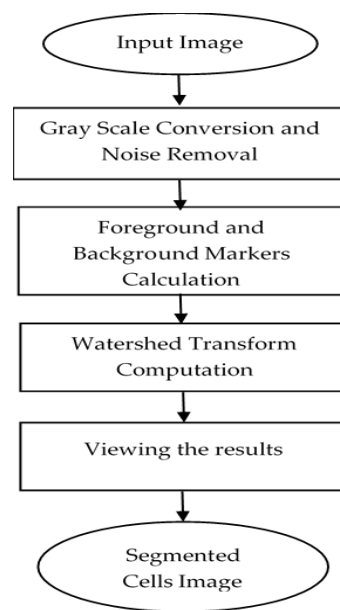 Input Image
Gray Scale Conversion and
Noise Removal
Foreground and
Background Markers
Calculation
Watershed Transform
Computation
Viewing the results
Segmented
Cells Image